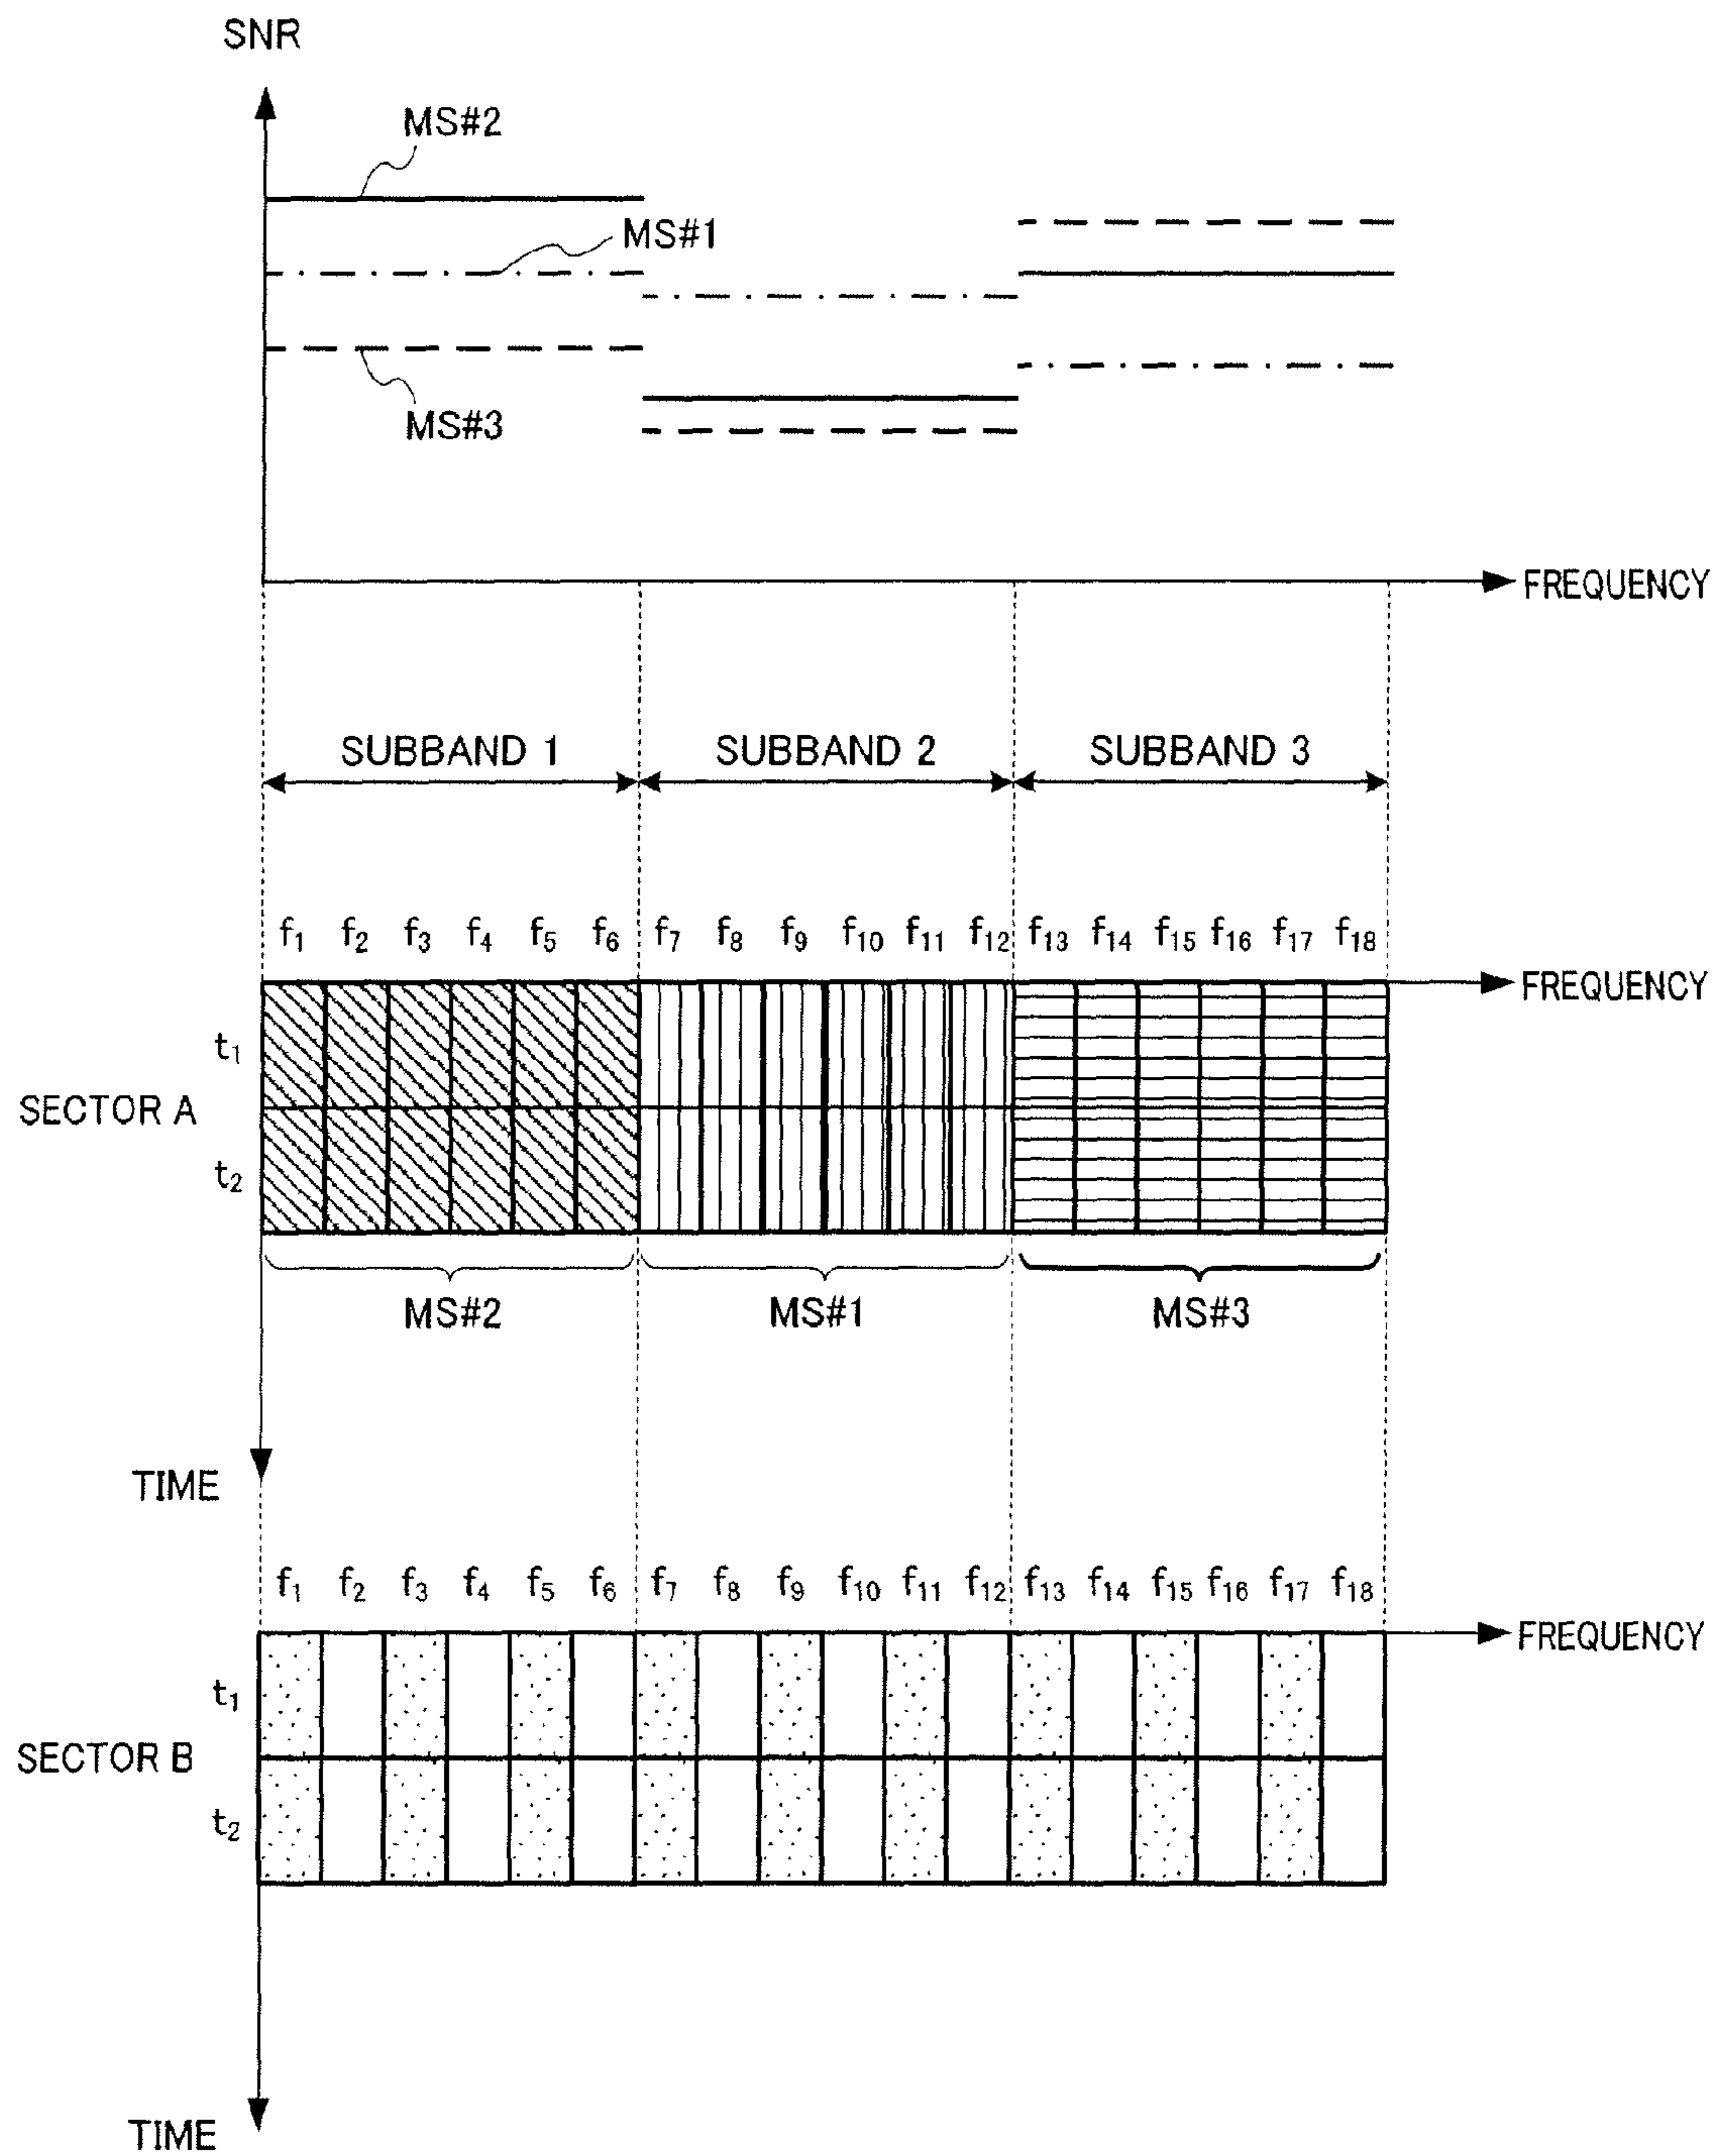 SNR
MS#2
MS#1
MS#3
FREQUENCY
SUBBAND 1 SUBBAND 2 SUBBAND 3
f1 f2 f3 f4 f5 f6 f7 f8 f9 f10 f11 f12 f13 f14 f15 f16 f17 f18
FREQUENCY
t1
SECTOR A
t2
MS#2 MS#1 MS#3
TIME
f1 f2 f3 f4 f5 f6 f7 f8 f9 f10 f11 f12 f13 f14 f15 f16 f17 f18
FREQUENCY
t1
SECTOR B
t2
TIME